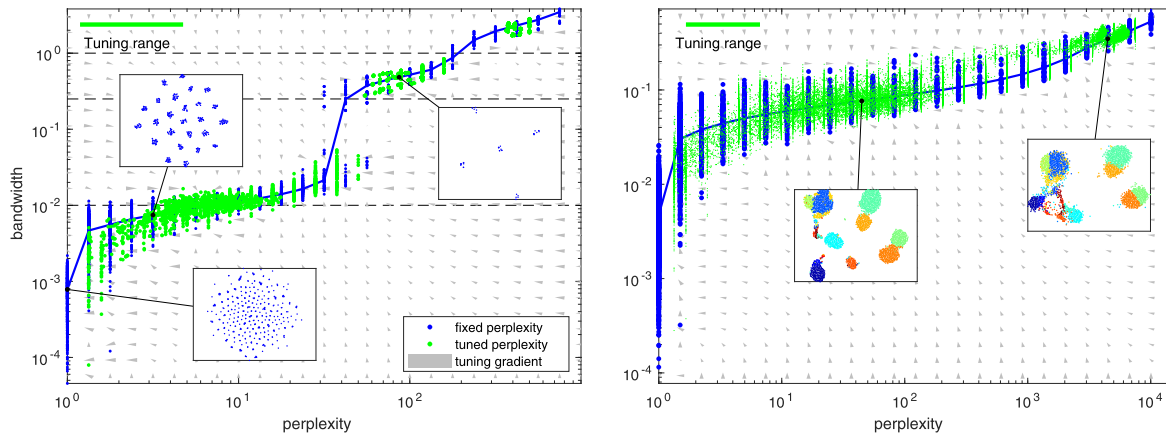 Tuning range
bandwidth
10^0
10^-1
10^-2
10^-3
10^-4
fixed perplexity
tuned perplexity
tuning gradient
10^0
10^1
10^2
perplexity
Tuning range
10^-1
10^-2
10^-3
10^-4
10^0
10^1
10^2
10^3
10^4
perplexity